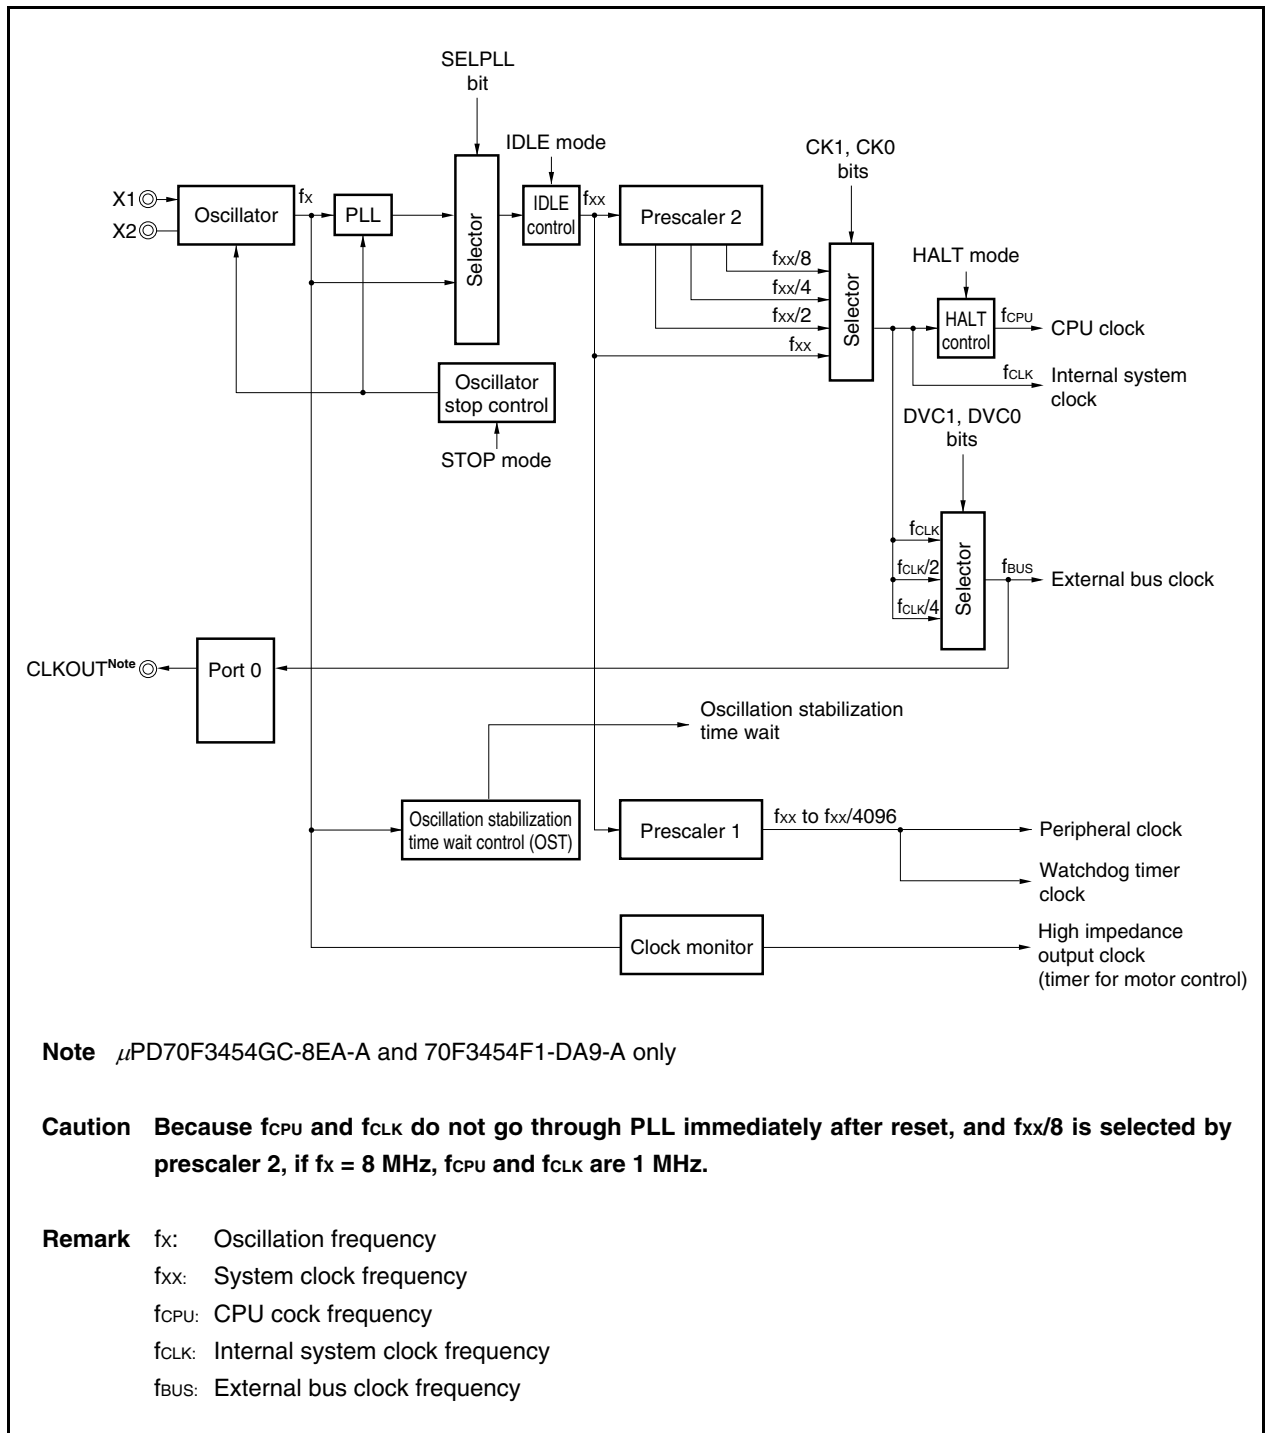 SELPLL
bit
IDLE mode
CK1, CK0
bits
X1
X2
Oscillator
fX
PLL
Selector
IDLE
control
fXX
Prescaler 2
fXX/8
fXX/4
fXX/2
fXX
Selector
HALT mode
HALT
control
fCPU
CPU clock
fCLK
Internal system
clock
Oscillator
stop control
STOP mode
DVC1, DVC0
bits
fCLK
fCLK/2
fCLK/4
Selector
fBUS
External bus clock
CLKOUTNote
Port 0
Oscillation stabilization
time wait
Oscillation stabilization
time wait control (OST)
Prescaler 1
fXX to fXX/4096
Peripheral clock
Watchdog timer
clock
Clock monitor
High impedance
output clock
(timer for motor control)
Note μPD70F3454GC-8EA-A and 70F3454F1-DA9-A only
Caution Because fCPU and fCLK do not go through PLL immediately after reset, and fXX/8 is selected by
prescaler 2, if fX = 8 MHz, fCPU and fCLK are 1 MHz.
Remark fX: Oscillation frequency
fXX: System clock frequency
fCPU: CPU cock frequency
fCLK: Internal system clock frequency
fBUS: External bus clock frequency